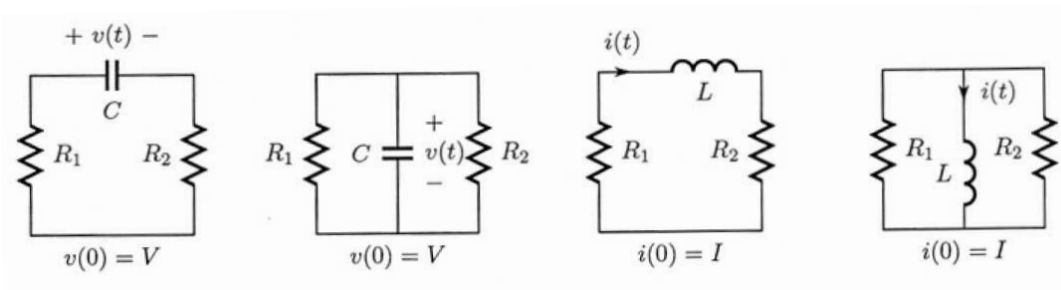 + v(t) −
C
R₁
R₂
v(0) = V
R₁
C
+
v(t)
−
R₂
v(0) = V
i(t)
L
R₁
R₂
i(0) = I
i(t)
R₁
L
R₂
i(0) = I